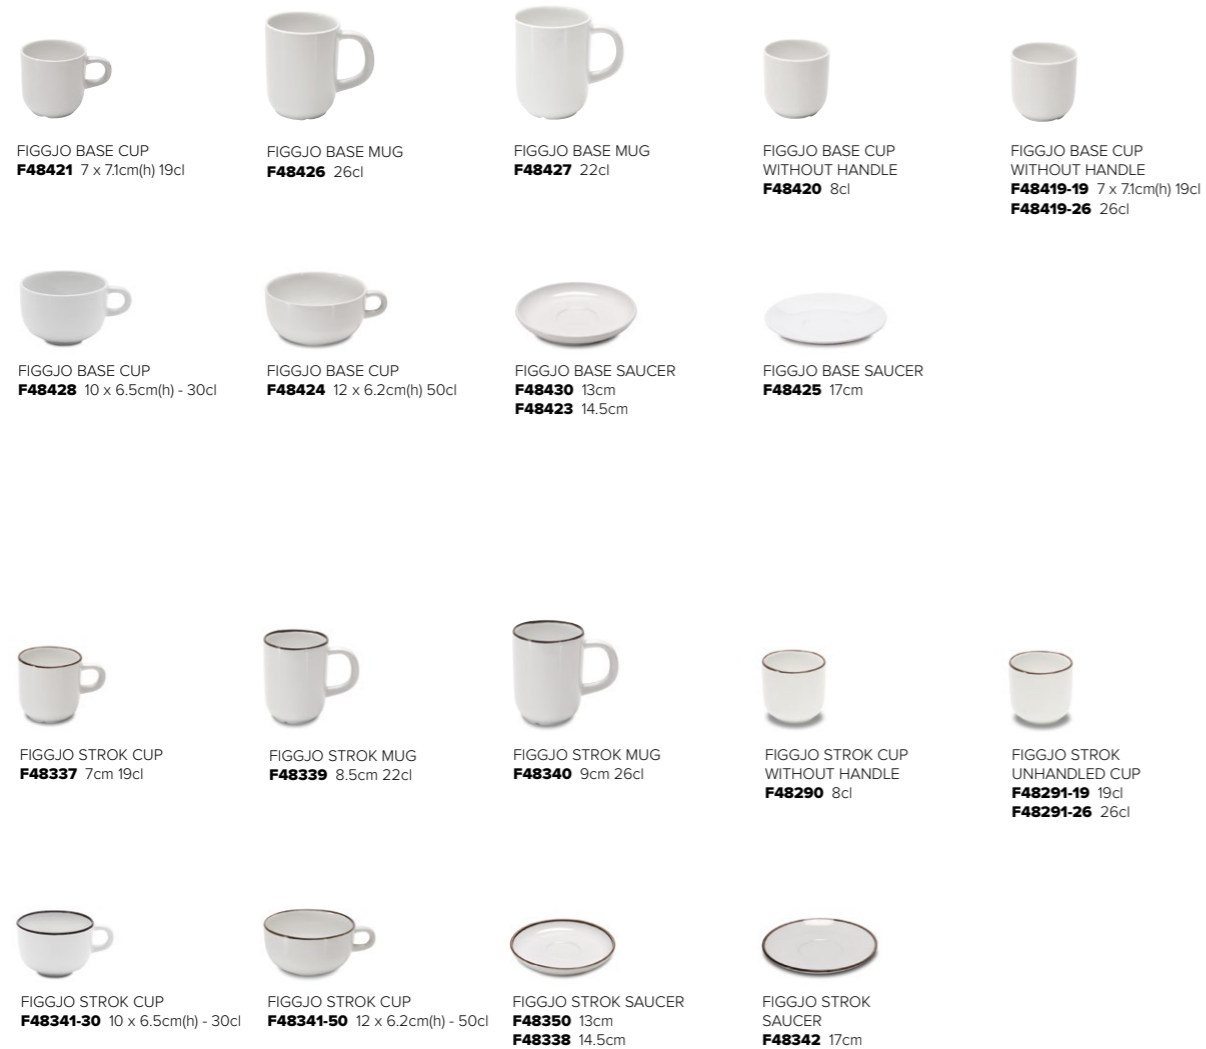 FIGGJO BASE CUP
F48421 7 x 7.1cm(h) 19cl
FIGGJO BASE MUG
F48426 26cl
FIGGJO BASE MUG
F48427 22cl
FIGGJO BASE CUP
WITHOUT HANDLE
F48420 8cl
FIGGJO BASE CUP
WITHOUT HANDLE
F48419-19 7 x 7.1cm(h) 19cl
F48419-26 26cl
FIGGJO BASE CUP
F48428 10 x 6.5cm(h) - 30cl
FIGGJO BASE CUP
F48424 12 x 6.2cm(h) 50cl
FIGGJO BASE SAUCER
F48430 13cm
F48423 14.5cm
FIGGJO BASE SAUCER
F48425 17cm
FIGGJO STROK CUP
F48337 7cm 19cl
FIGGJO STROK MUG
F48339 8.5cm 22cl
FIGGJO STROK MUG
F48340 9cm 26cl
FIGGJO STROK CUP
WITHOUT HANDLE
F48290 8cl
FIGGJO STROK
UNHANDLED CUP
F48291-19 19cl
F48291-26 26cl
FIGGJO STROK CUP
F48341-30 10 x 6.5cm(h) - 30cl
FIGGJO STROK CUP
F48341-50 12 x 6.2cm(h) - 50cl
FIGGJO STROK SAUCER
F48350 13cm
F48338 14.5cm
FIGGJO STROK
SAUCER
F48342 17cm